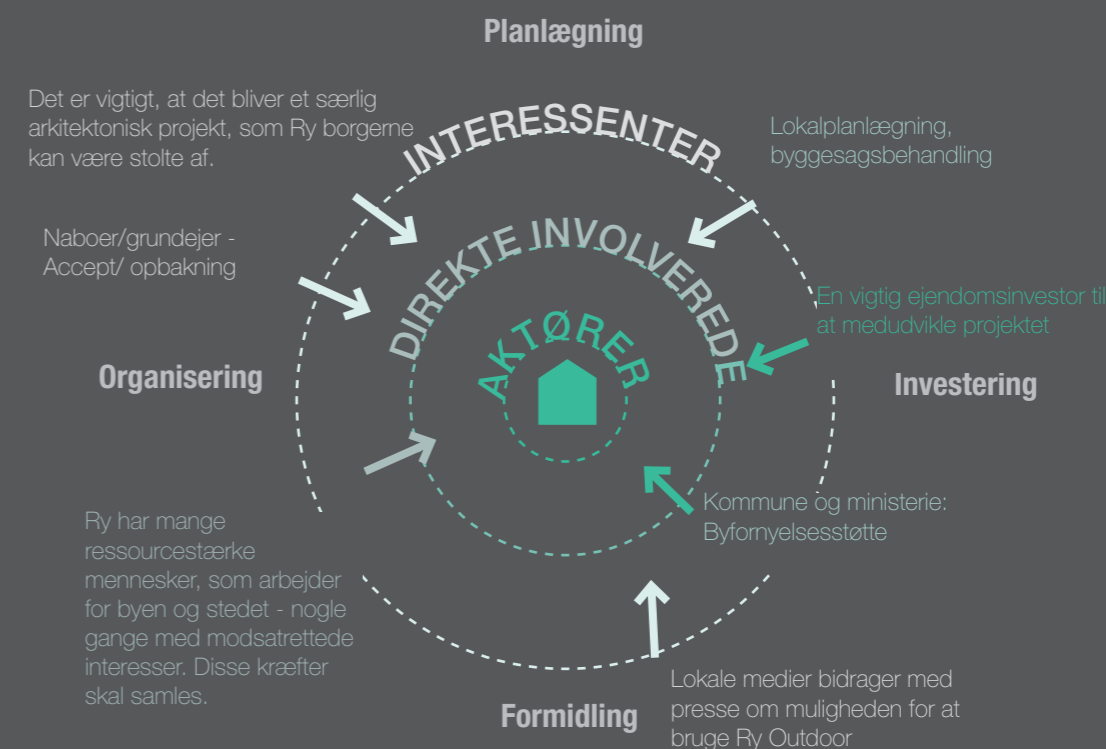 Planlægning
Det er vigtigt, at det bliver et særlig
arkitektonisk projekt, som Ry borgerne
kan være stolte af.
INTERESSENTER
Lokalplanlægning,
byggesagsbehandling
Naboer/grundejer -
Accept/ opbakning
DIREKTE INVOLVEREDE
En vigtig ejendomsinvestor til
at medudvikle projektet
AKTØRER
Organisering
Investering
Kommune og ministerie:
Byfornyelsesstøtte
Ry har mange
ressourcestærke
mennesker, som arbejder
for byen og stedet - nogle
gange med modsatrettede
interesser. Disse kræfter
skal samles.
Formidling
Lokale medier bidrager med
presse om muligheden for at
bruge Ry Outdoor